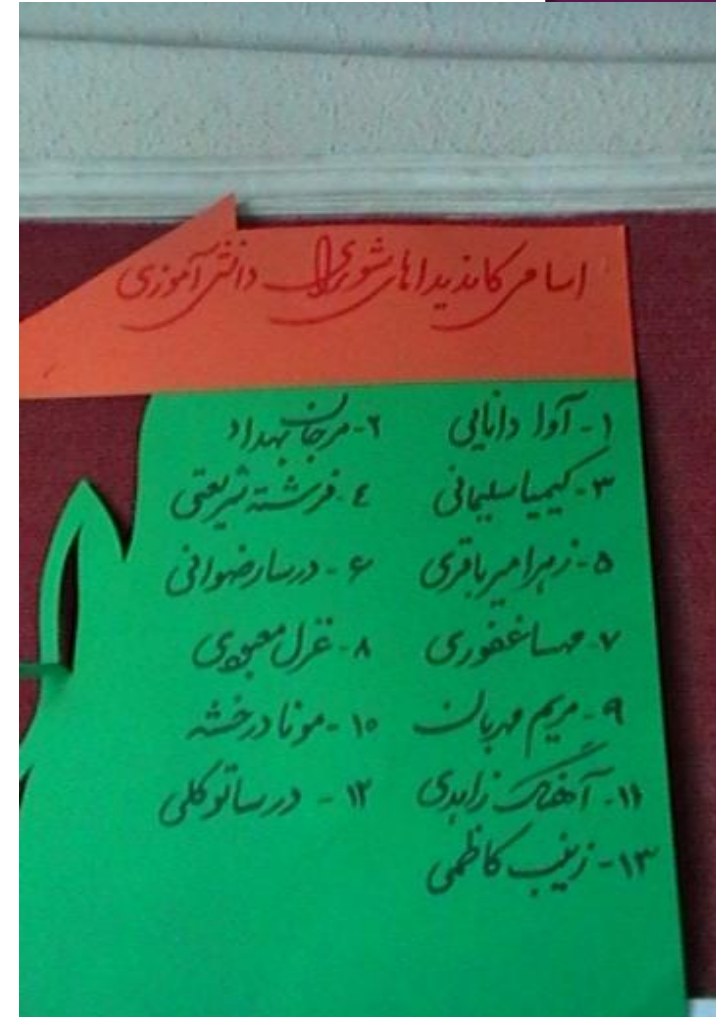 اسامی کاندیداهای شورای دانش آموزی
۱- آوا دانایی ۲- مرجان بهداد
۳- کیمیا سلیمانی ۴- فرشته شریعتی
۵- زهرا میرباقری ۶- درسا رضوانی
۷- مهسا غفوری ۸- غزل معبودی
۹- مریم مهربان ۱۰- مونا درخشه
۱۱- آهنگ زاهدی ۱۲- درسا توکلی
۱۳- زینب کاظمی